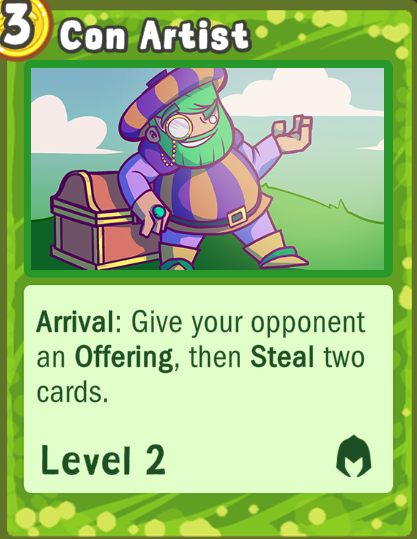 3 Con Artist
Arrival: Give your opponent
an Offering, then Steal two
cards.
Level 2